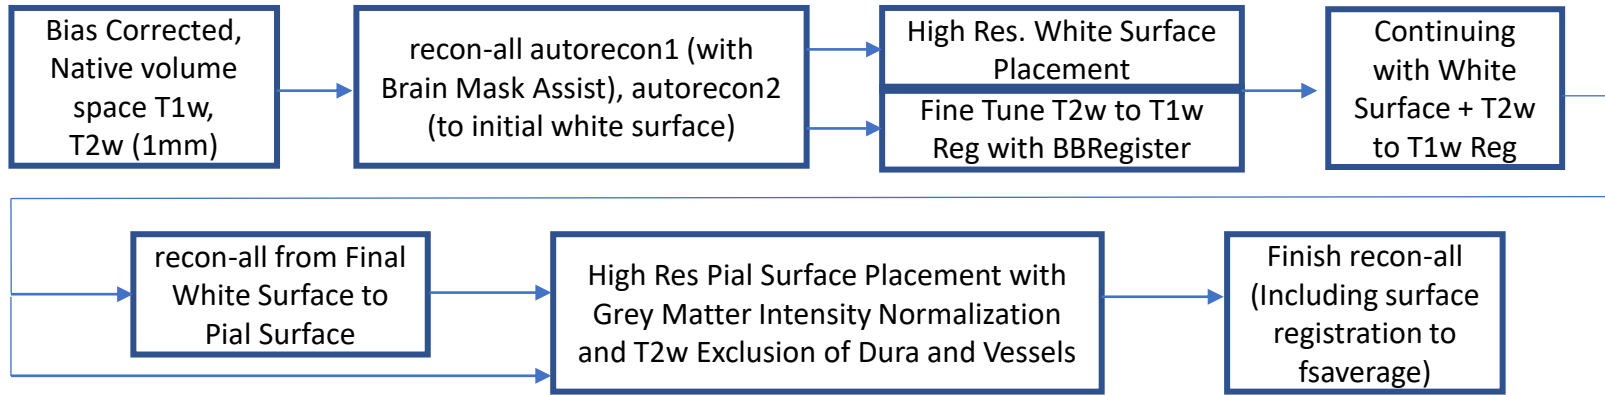 Bias Corrected,
Native volume
space T1w,
T2w (1mm)
recon-all autorecon1 (with
Brain Mask Assist), autorecon2
(to initial white surface)
High Res. White Surface
Placement
Fine Tune T2w to T1w
Reg with BBRegister
Continuing
with White
Surface + T2w
to T1w Reg
recon-all from Final
White Surface to
Pial Surface
High Res Pial Surface Placement with
Grey Matter Intensity Normalization
and T2w Exclusion of Dura and Vessels
Finish recon-all
(Including surface
registration to
fsaverage)